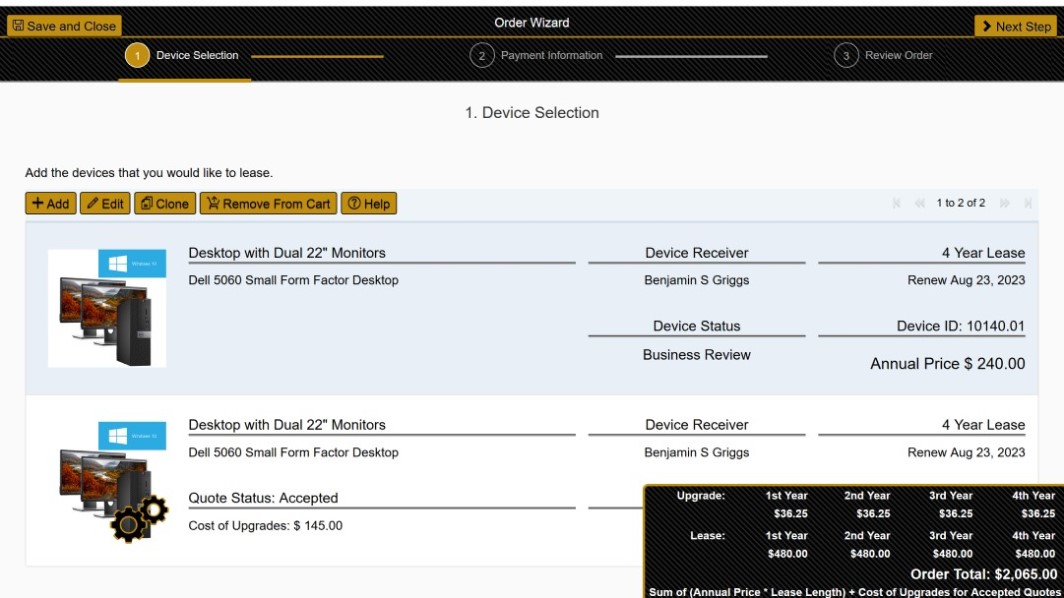 Order Wizard
Save and Close
Next Step
1 Device Selection
2 Payment Information
3 Review Order
1. Device Selection
Add the devices that you would like to lease.
Add Edit Clone Remove From Cart Help
1 to 2 of 2
Desktop with Dual 22" Monitors
Dell 5060 Small Form Factor Desktop
Device Receiver
Benjamin S Griggs
Device Status
Business Review
4 Year Lease
Renew Aug 23, 2023
Device ID: 10140.01
Annual Price $ 240.00
Windows 10
Desktop with Dual 22" Monitors
Dell 5060 Small Form Factor Desktop
Quote Status: Accepted
Cost of Upgrades: $ 145.00
Device Receiver
Benjamin S Griggs
4 Year Lease
Renew Aug 23, 2023
Windows 10
Upgrade: 1st Year 2nd Year 3rd Year 4th Year
$36.25 $36.25 $36.25 $36.25
Lease: 1st Year 2nd Year 3rd Year 4th Year
$480.00 $480.00 $480.00 $480.00
Order Total: $2,065.00
Sum of (Annual Price * Lease Length) + Cost of Upgrades for Accepted Quotes